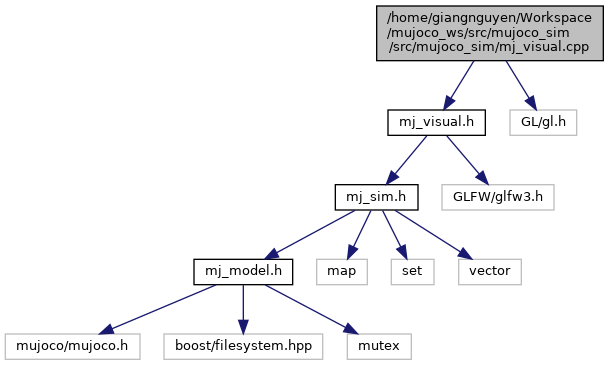 /home/giangnguyen/Workspace
/mujoco_ws/src/mujoco_sim
/src/mujoco_sim/mj_visual.cpp
mj_visual.h
GL/gl.h
mj_sim.h
GLFW/glfw3.h
mj_model.h
map
set
vector
mujoco/mujoco.h
boost/filesystem.hpp
mutex